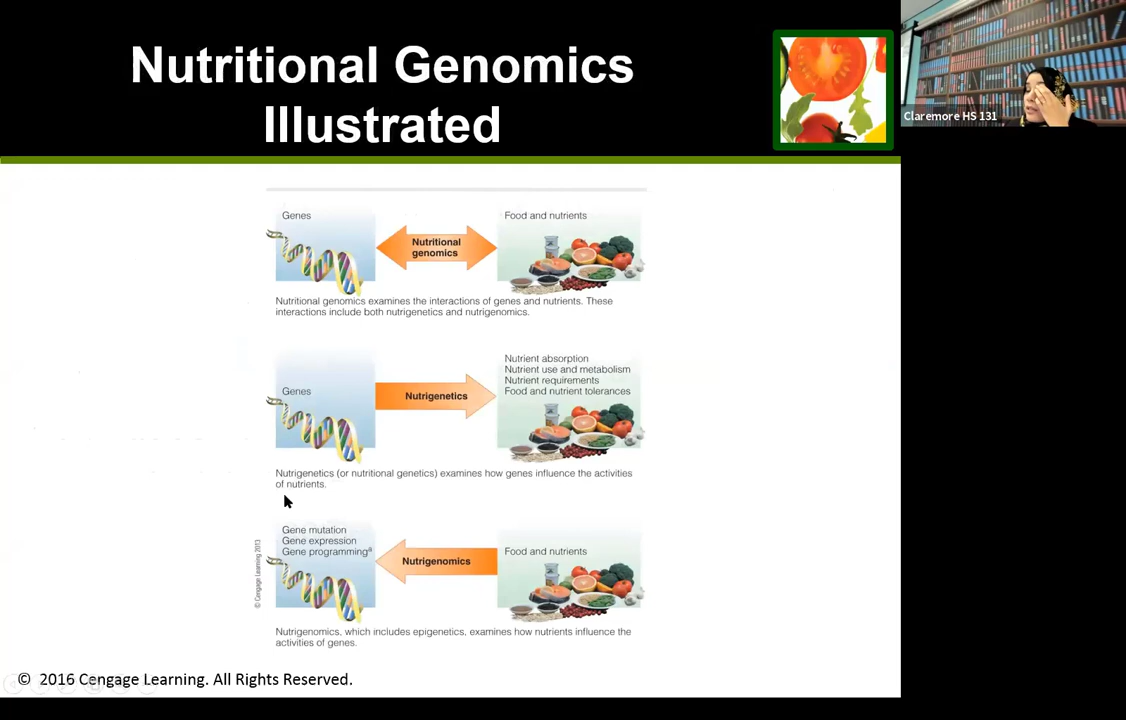 Nutritional Genomics
Illustrated
Claremore HS 131
Genes
Nutritional
genomics
Food and nutrients
Nutritional genomics examines the interactions of genes and nutrients. These
interactions include both nutrigenetics and nutrigenomics.
Genes
Nutrigenetics
Nutrient absorption
Nutrient use and metabolism
Nutrient requirements
Food and nutrient tolerances
Nutrigenetics (or nutritional genetics) examines how genes influence the activities
of nutrients.
Gene mutation
Gene expression
Gene programmingª
Nutrigenomics
Food and nutrients
© Cengage Learning 2013
Nutrigenomics, which includes epigenetics, examines how nutrients influence the
activities of genes.
© 2016 Cengage Learning. All Rights Reserved.